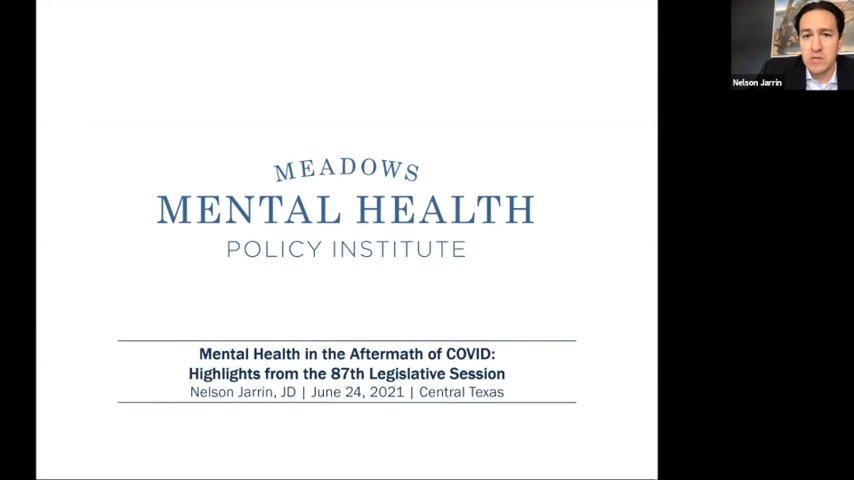 MEADOWS
MENTAL HEALTH
POLICY INSTITUTE
Mental Health in the Aftermath of COVID:
Highlights from the 87th Legislative Session
Nelson Jarrin, JD | June 24, 2021 | Central Texas
Nelson Jarrin